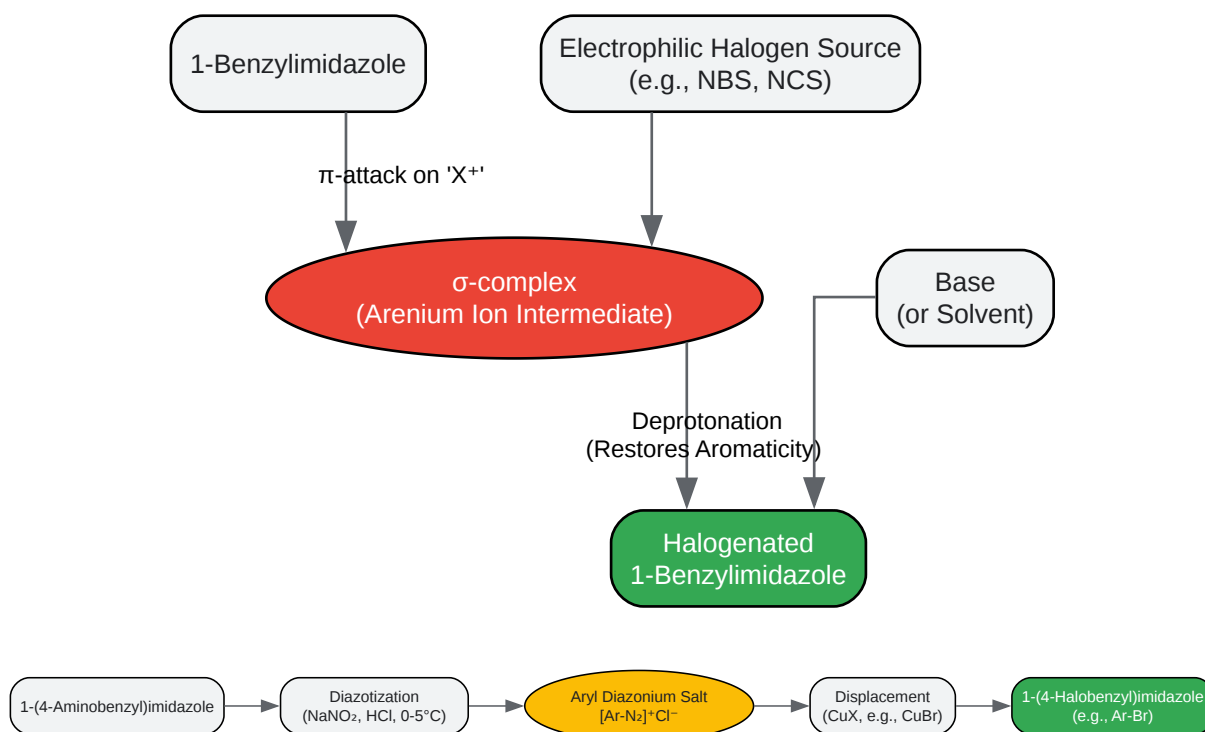 1-Benzylimidazole
Electrophilic Halogen Source
(e.g., NBS, NCS)
π-attack on 'X⁺'
σ-complex
(Arenium Ion Intermediate)
Base
(or Solvent)
Deprotonation
(Restores Aromaticity)
Halogenated
1-Benzylimidazole
1-(4-Aminobenzyl)imidazole
Diazotization
(NaNO₂, HCl, 0-5°C)
Aryl Diazonium Salt
[Ar-N₂]⁺Cl⁻
Displacement
(CuX, e.g., CuBr)
1-(4-Halobenzyl)imidazole
(e.g., Ar-Br)